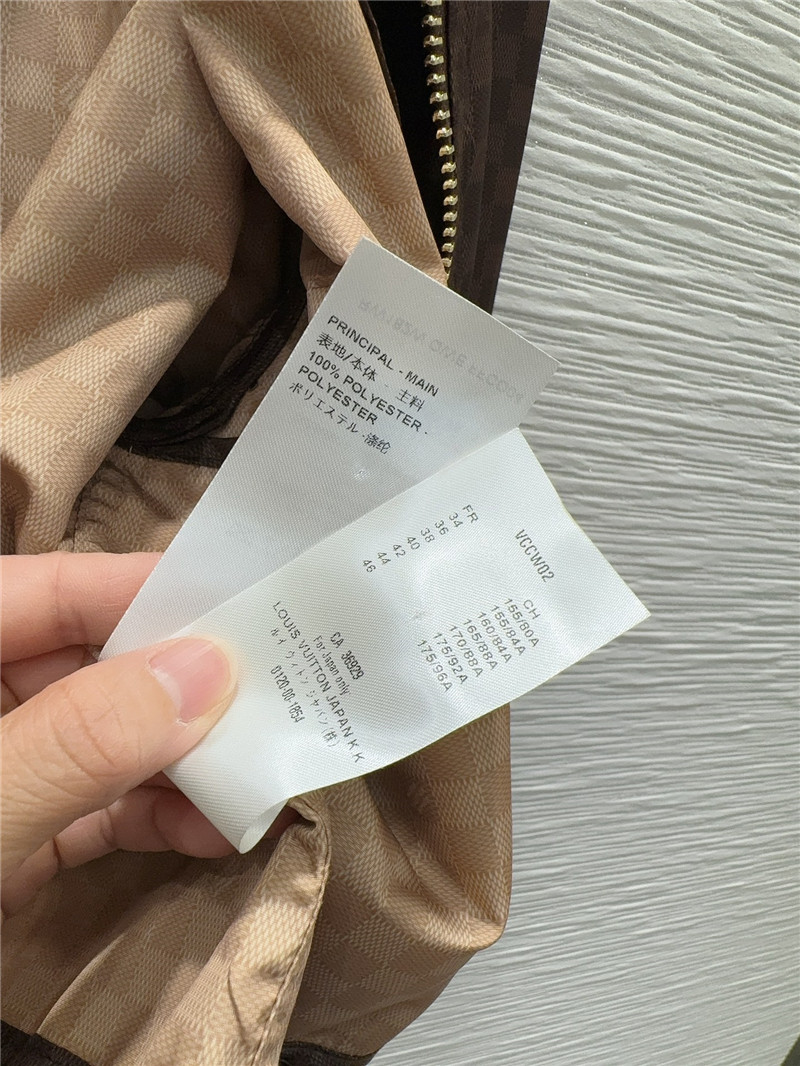 PRINCIPAL - MAIN
表地/本体 - 主料
100% POLYESTER -
POLYESTER
ポリエステル -涤纶
VCCW02
FR
34
36
38
40
42
44
46
CH
155/80A
155/84A
160/84A
165/88A
170/88A
175/92A
175/96A
CA 36929
For Japan only
LOUIS VUITTON JAPAN K.K
ルイ ヴィトン ジャパン(株)
0120-00-1854